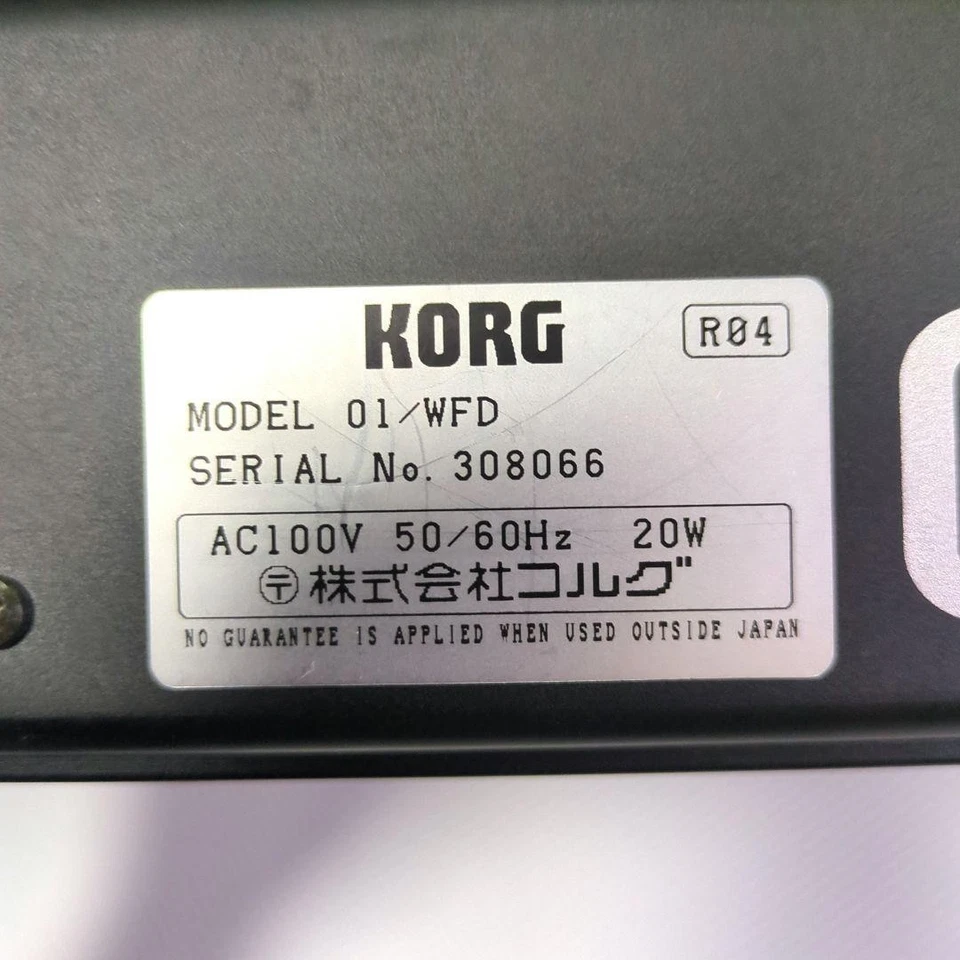 KORG R04
MODEL 01/WFD
SERIAL No. 308066
AC100V 50/60Hz 20W
〒株式会社コルグ
NO GUARANTEE IS APPLIED WHEN USED OUTSIDE JAPAN